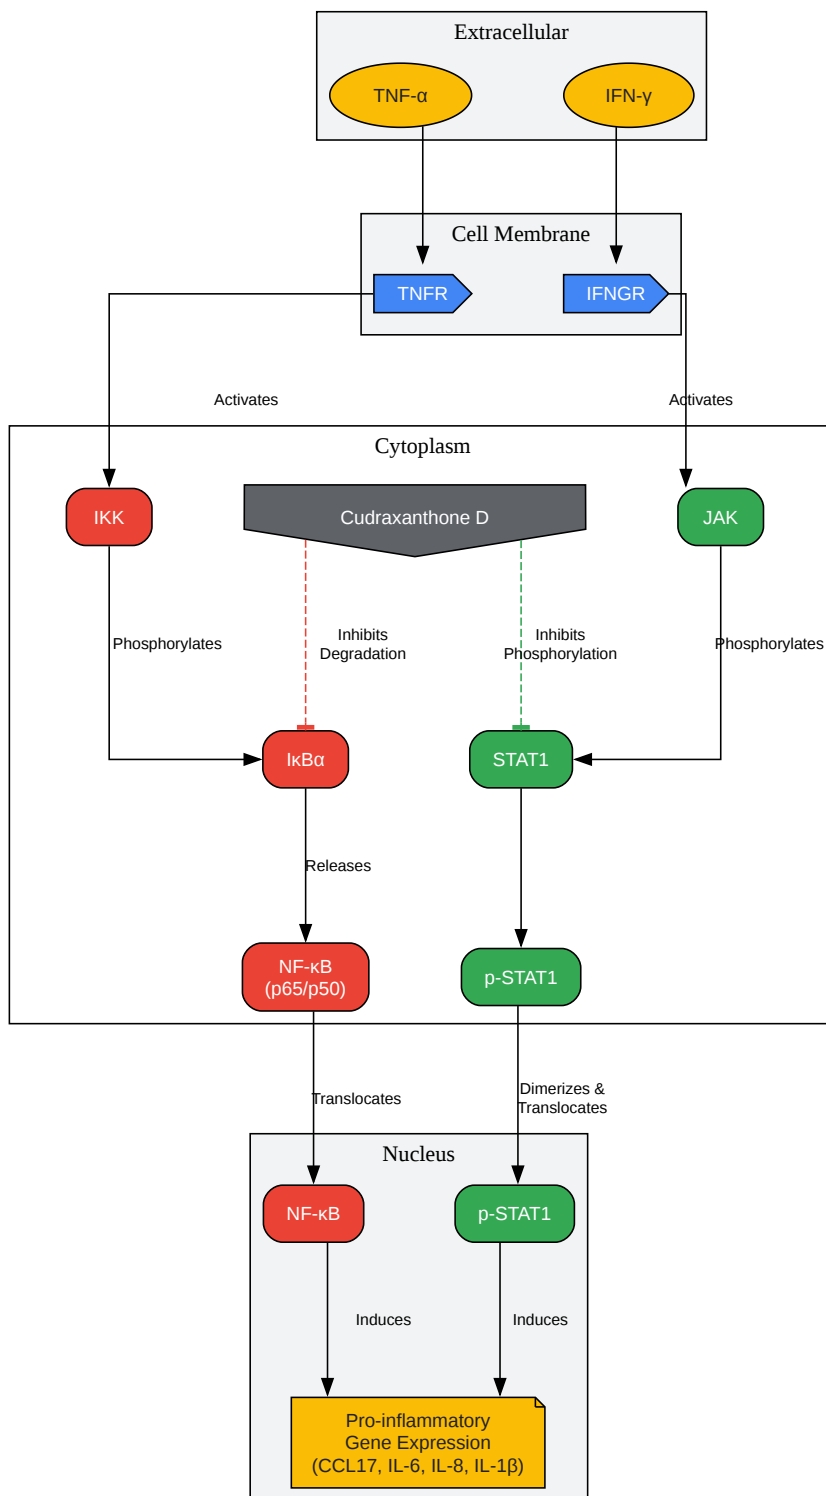 Extracellular
TNF-α
IFN-γ
Cell Membrane
TNFR
IFNGR
Activates
Activates
Cytoplasm
IKK
Cudraxanthone D
JAK
Phosphorylates
Inhibits
Degradation
Inhibits
Phosphorylation
Phosphorylates
IκBα
STAT1
Releases
NF-κB
(p65/p50)
p-STAT1
Translocates
Dimerizes &
Translocates
Nucleus
NF-κB
p-STAT1
Induces
Induces
Pro-inflammatory
Gene Expression
(CCL17, IL-6, IL-8, IL-1β)